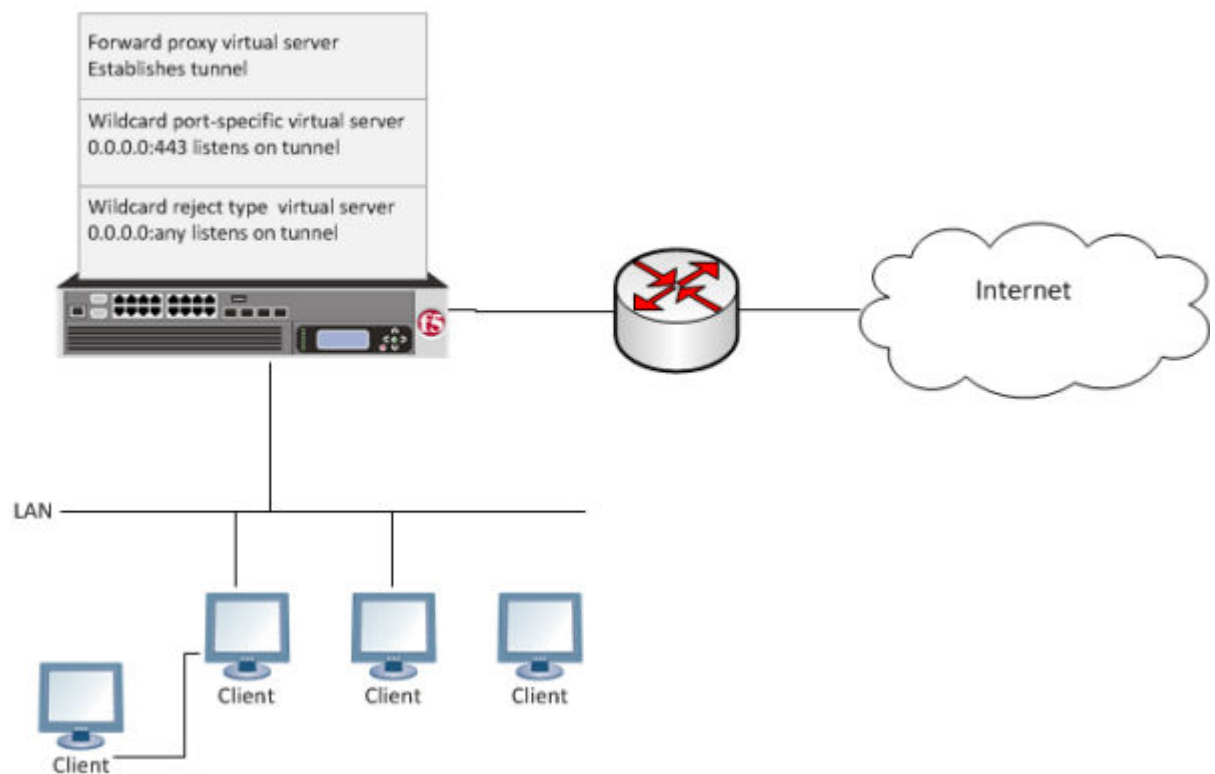 Forward proxy virtual server
Establishes tunnel
Wildcard port-specific virtual server
0.0.0.0:443 listens on tunnel
Wildcard reject type virtual server
0.0.0.0:any listens on tunnel
f5
Internet
LAN
Client
Client
Client
Client